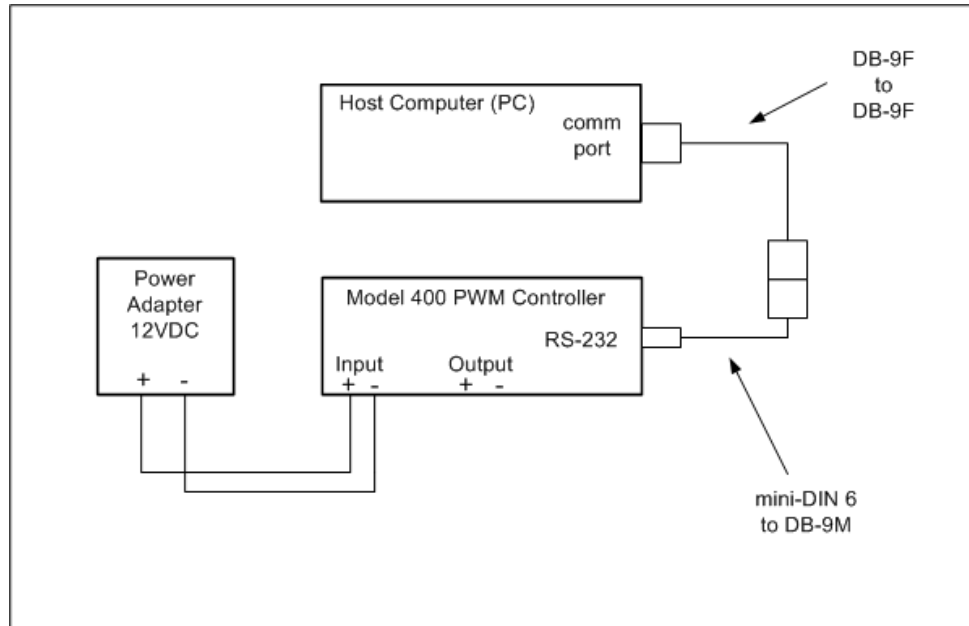 DB-9F
to
DB-9F
Host Computer (PC)
comm
port
Power
Adapter
12VDC
+ -
Model 400 PWM Controller
RS-232
Input Output
+ - + -
mini-DIN 6
to DB-9M